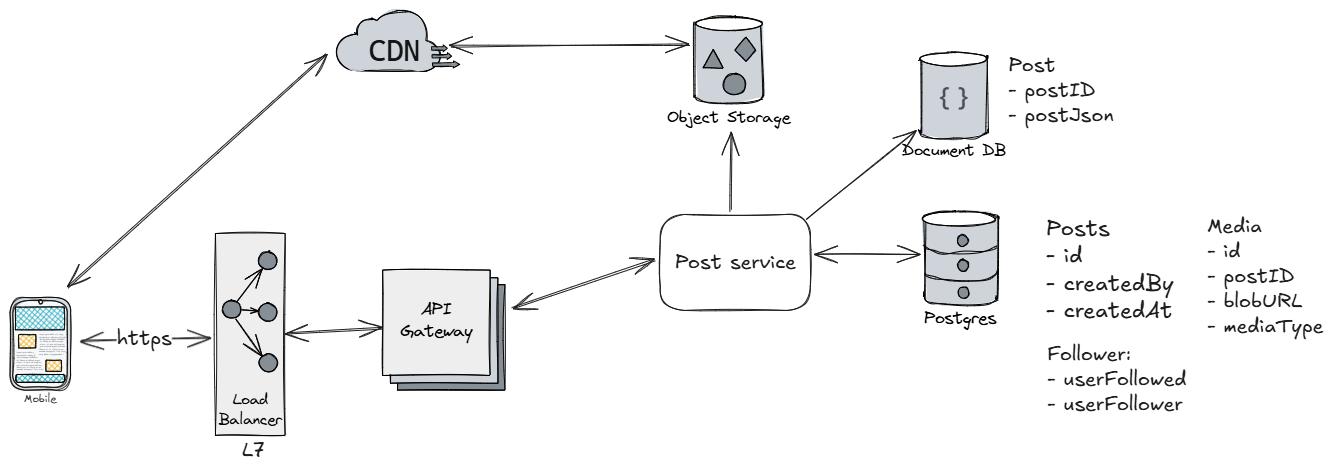 CDN
Object Storage
{ }
Document DB
Post
- postID
- postJson
Mobile
https
Load
Balancer
L7
API
Gateway
Post service
Postgres
Posts
- id
- createdBy
- createdAt
Follower:
- userFollowed
- userFollower
Media
- id
- postID
- blobURL
- mediaType